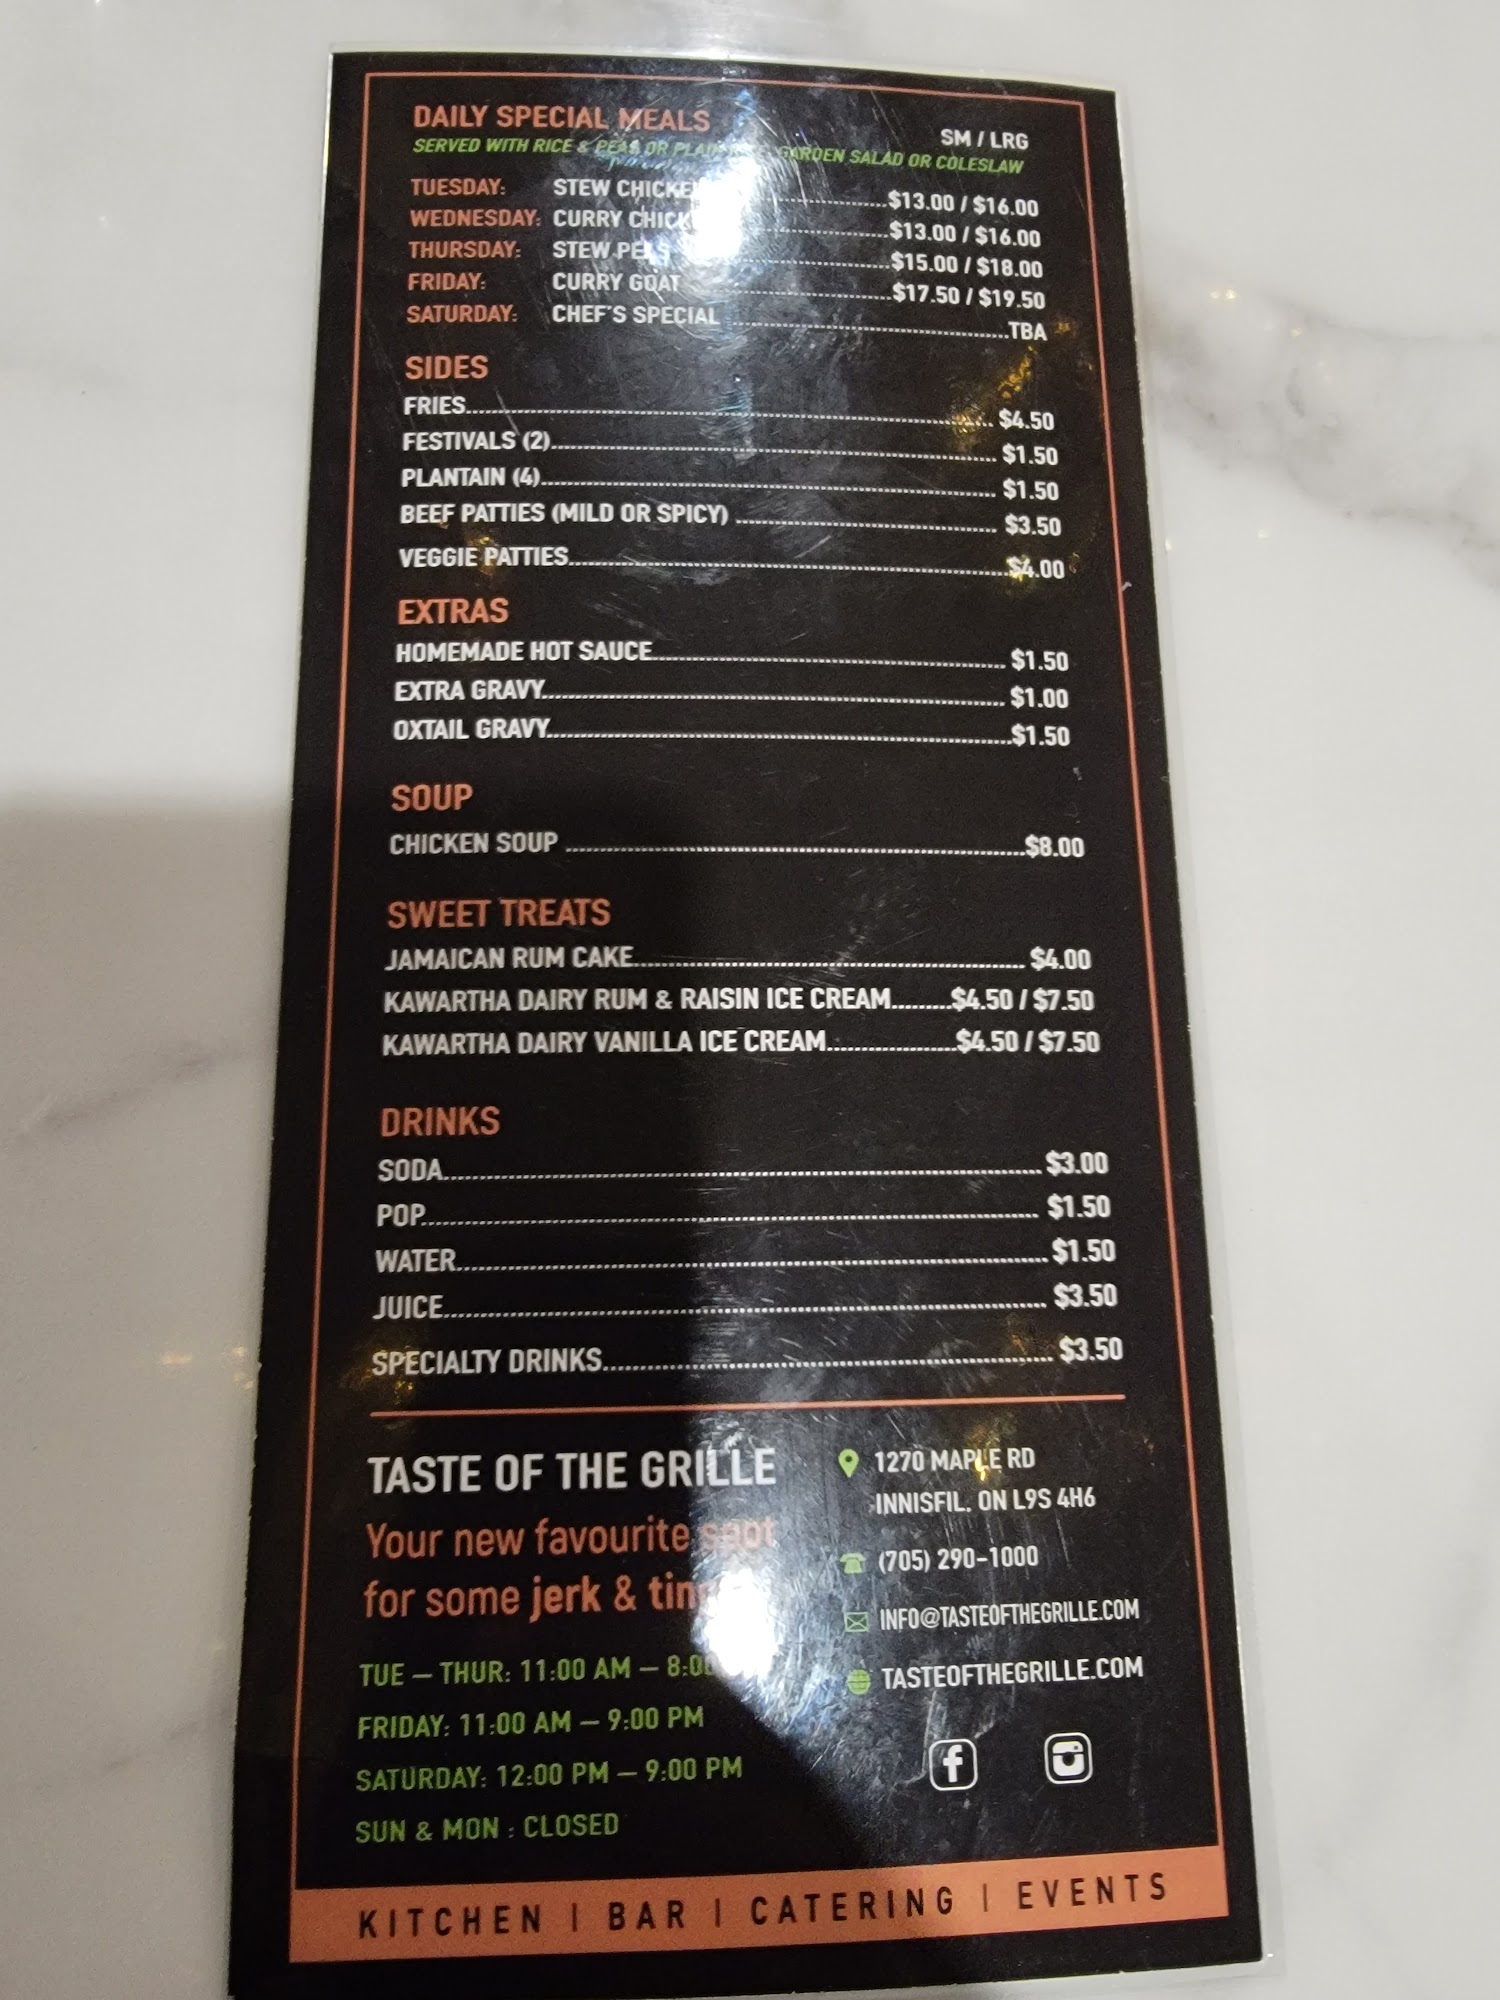 DAILY SPECIAL MEALS
SM / LRG
SERVED WITH RICE & PEAS OR GARDEN SALAD OR COLESLAW
TUESDAY: STEW CHICKEN $13.00 / $16.00
WEDNESDAY: CURRY $13.00 / $16.00
THURSDAY: STEW $15.00 / $18.00
FRIDAY: CURRY GOAT $17.50 / $19.50
SATURDAY: CHEF'S SPECIAL TBA
SIDES
FRIES $4.50
FESTIVALS (2) $1.50
PLANTAIN (4) $1.50
BEEF PATTIES (MILD OR SPICY) $3.50
VEGGIE PATTIES $4.00
EXTRAS
HOMEMADE HOT SAUCE $1.50
EXTRA GRAVY $1.00
OXTAIL GRAVY $1.50
SOUP
CHICKEN SOUP $8.00
SWEET TREATS
JAMAICAN RUM CAKE $4.00
KAWARTHA DAIRY RUM & RAISIN ICE CREAM $4.50 / $7.50
KAWARTHA DAIRY VANILLA ICE CREAM $4.50 / $7.50
DRINKS
SODA $3.00
POP $1.50
WATER $1.50
JUICE $3.50
SPECIALTY DRINKS $3.50
TASTE OF THE GRILLE
Your new favourite spot
for some jerk &
TUE – THUR: 11:00 AM –
FRIDAY: 11:00 AM – 9:00 PM
SATURDAY: 12:00 PM – 9:00 PM
SUN & MON : CLOSED
1270 MAPLE RD
INNISFIL, ON L9S 4H6
(705) 290-1000
INFO@TASTEOFTHEGRILLE.COM
TASTEOFTHEGRILLE.COM
KITCHEN | BAR | CATERING | EVENTS